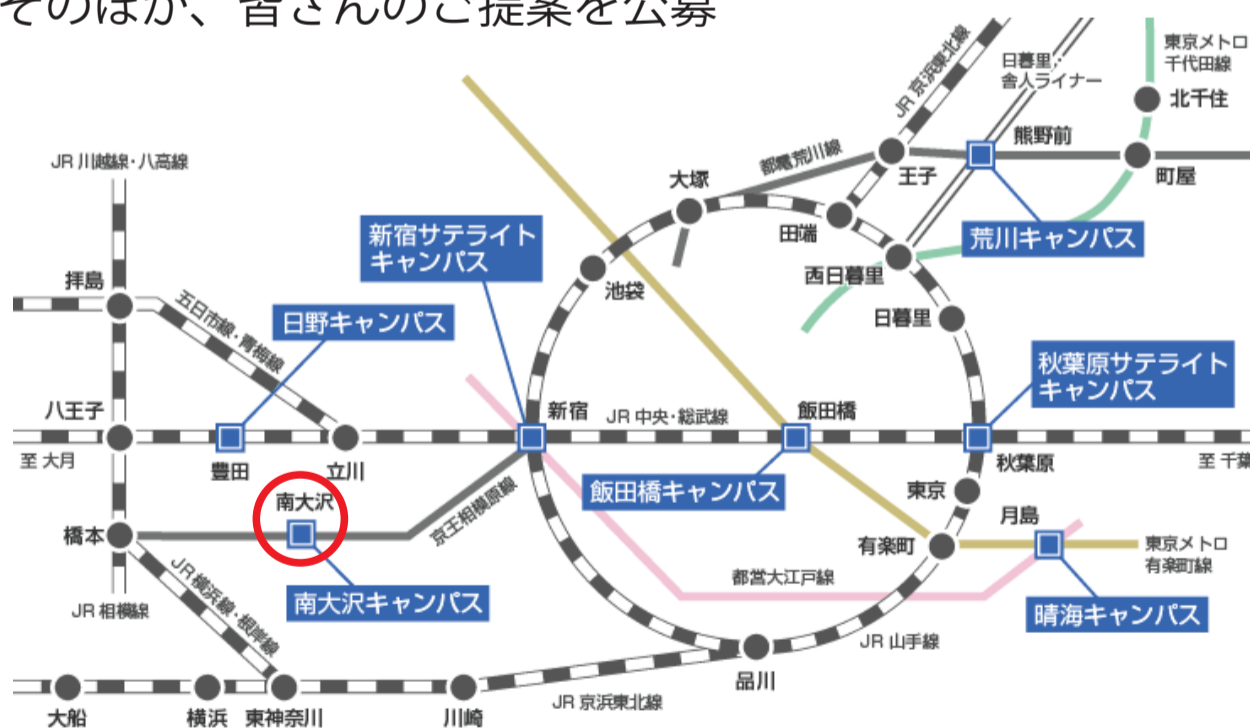 そのほか、皆さんのご提案を公募
東京メトロ
千代田線
日暮里・
舎人ライナー
JR 京浜東北線
北千住
熊野前
都電荒川線
王子
町屋
JR 川越線・八高線
大塚
田端
荒川キャンパス
新宿サテライト
キャンパス
西日暮里
拝島
池袋
五日市線・青梅線
日野キャンパス
日暮里
秋葉原サテライト
キャンパス
八王子
新宿
JR 中央・総武線
飯田橋
至 大月
豊田
立川
秋葉原
至 千葉
飯田橋キャンパス
東京
南大沢
京王相模原線
月島
橋本
有楽町
東京メトロ
有楽町線
JR 横浜線・根岸線
都営大江戸線
南大沢キャンパス
JR 相模線
晴海キャンパス
JR 山手線
品川
JR 京浜東北線
大船
横浜
東神奈川
川崎